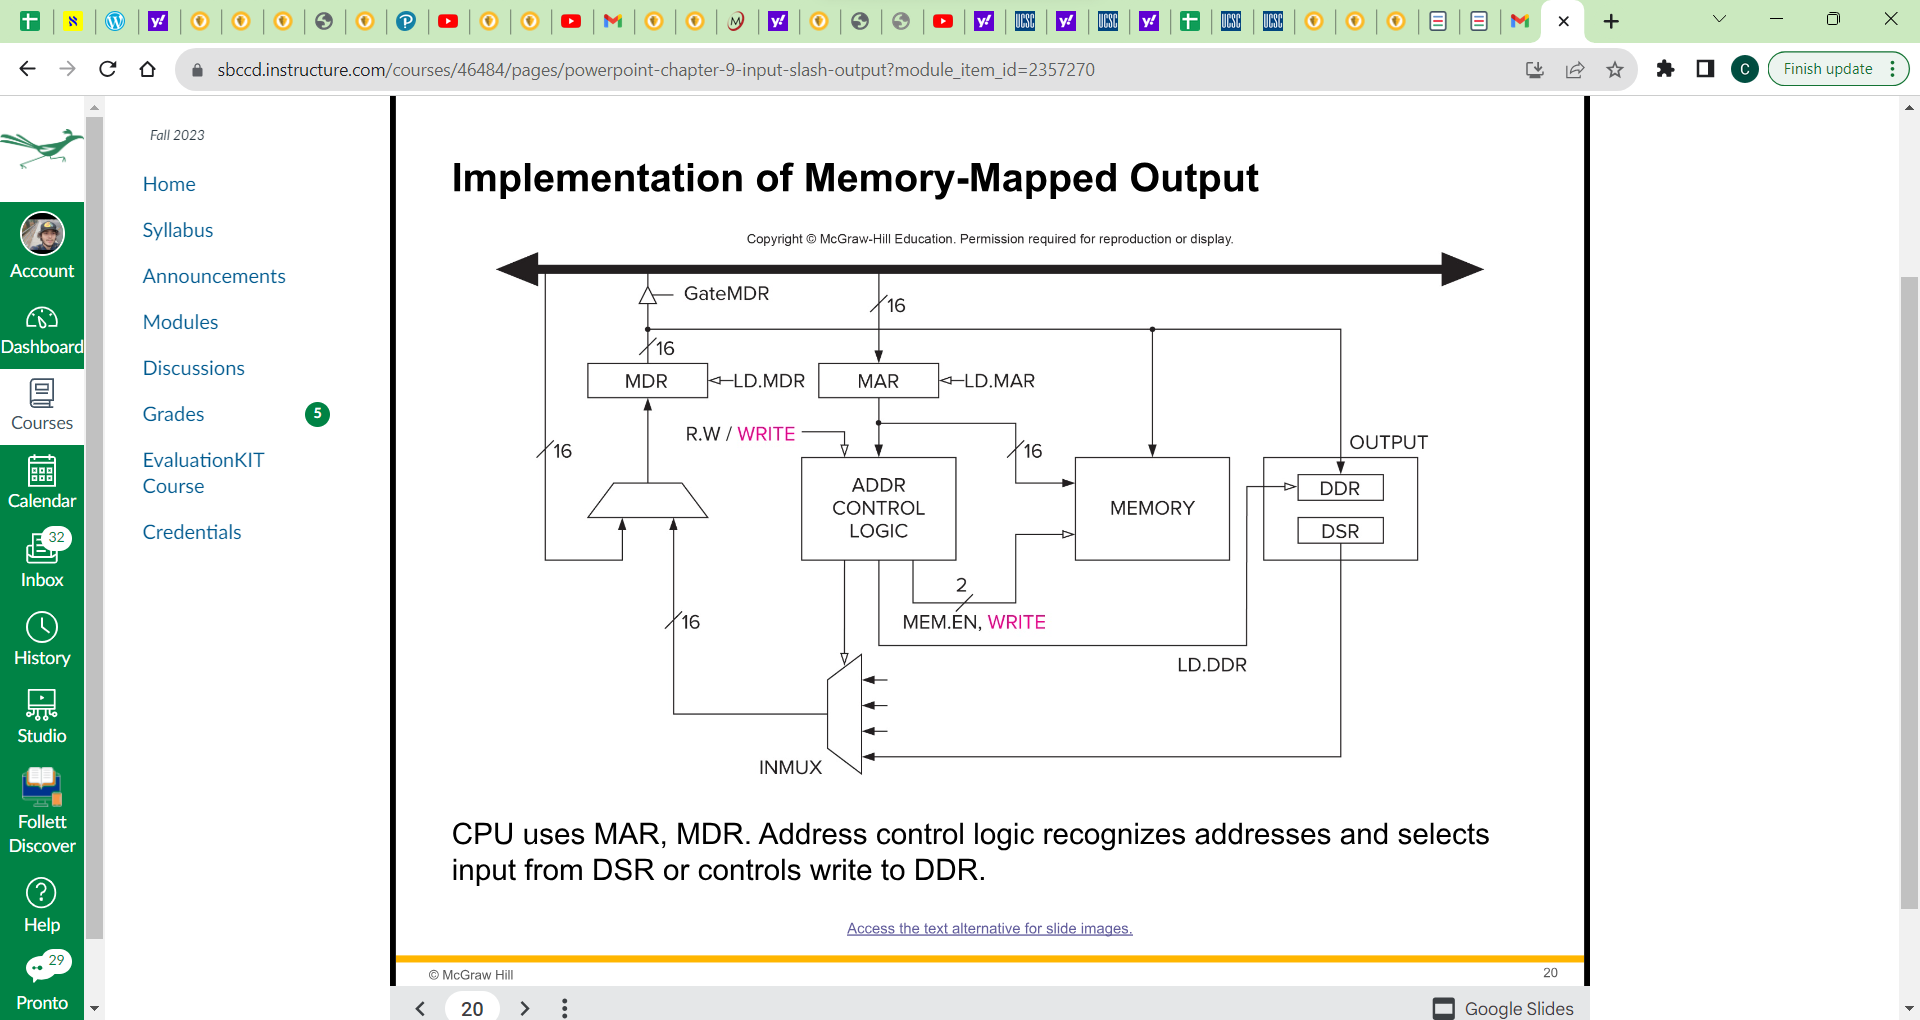 sbccd.instructure.com/courses/46484/pages/powerpoint-chapter-9-input-slash-output?module_item_id=2357270
C
Finish update
Account
Dashboard
Courses
Calendar
32
Inbox
History
Studio
Follett
Discover
Help
29
Pronto
Fall 2023
Home
Syllabus
Announcements
Modules
Discussions
Grades
5
EvaluationKIT
Course
Credentials
Implementation of Memory-Mapped Output
Copyright © McGraw-Hill Education. Permission required for reproduction or display.
GateMDR
16
16
MDR
LD.MDR
MAR
LD.MAR
R.W / WRITE
16
16
OUTPUT
ADDR
CONTROL
LOGIC
MEMORY
DDR
DSR
2
MEM.EN, WRITE
16
LD.DDR
INMUX
CPU uses MAR, MDR. Address control logic recognizes addresses and selects
input from DSR or controls write to DDR.
Access the text alternative for slide images.
© McGraw Hill
20
20
Google Slides